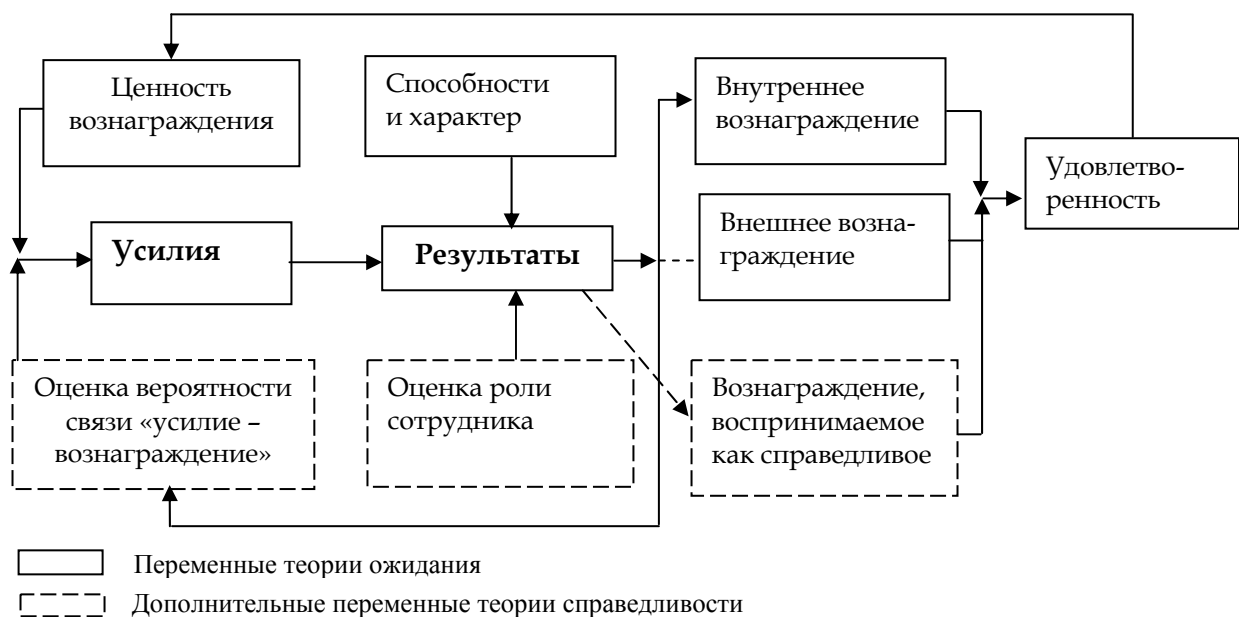 Ценность
вознаграждения
Способности
и характер
Внутреннее
вознаграждение
Удовлетво-
ренность
Усилия
Результаты
Внешнее возна-
граждение
Оценка вероятности
связи «усилие –
вознаграждение»
Оценка роли
сотрудника
Вознаграждение,
воспринимаемое
как справедливое
Переменные теории ожидания
Дополнительные переменные теории справедливости